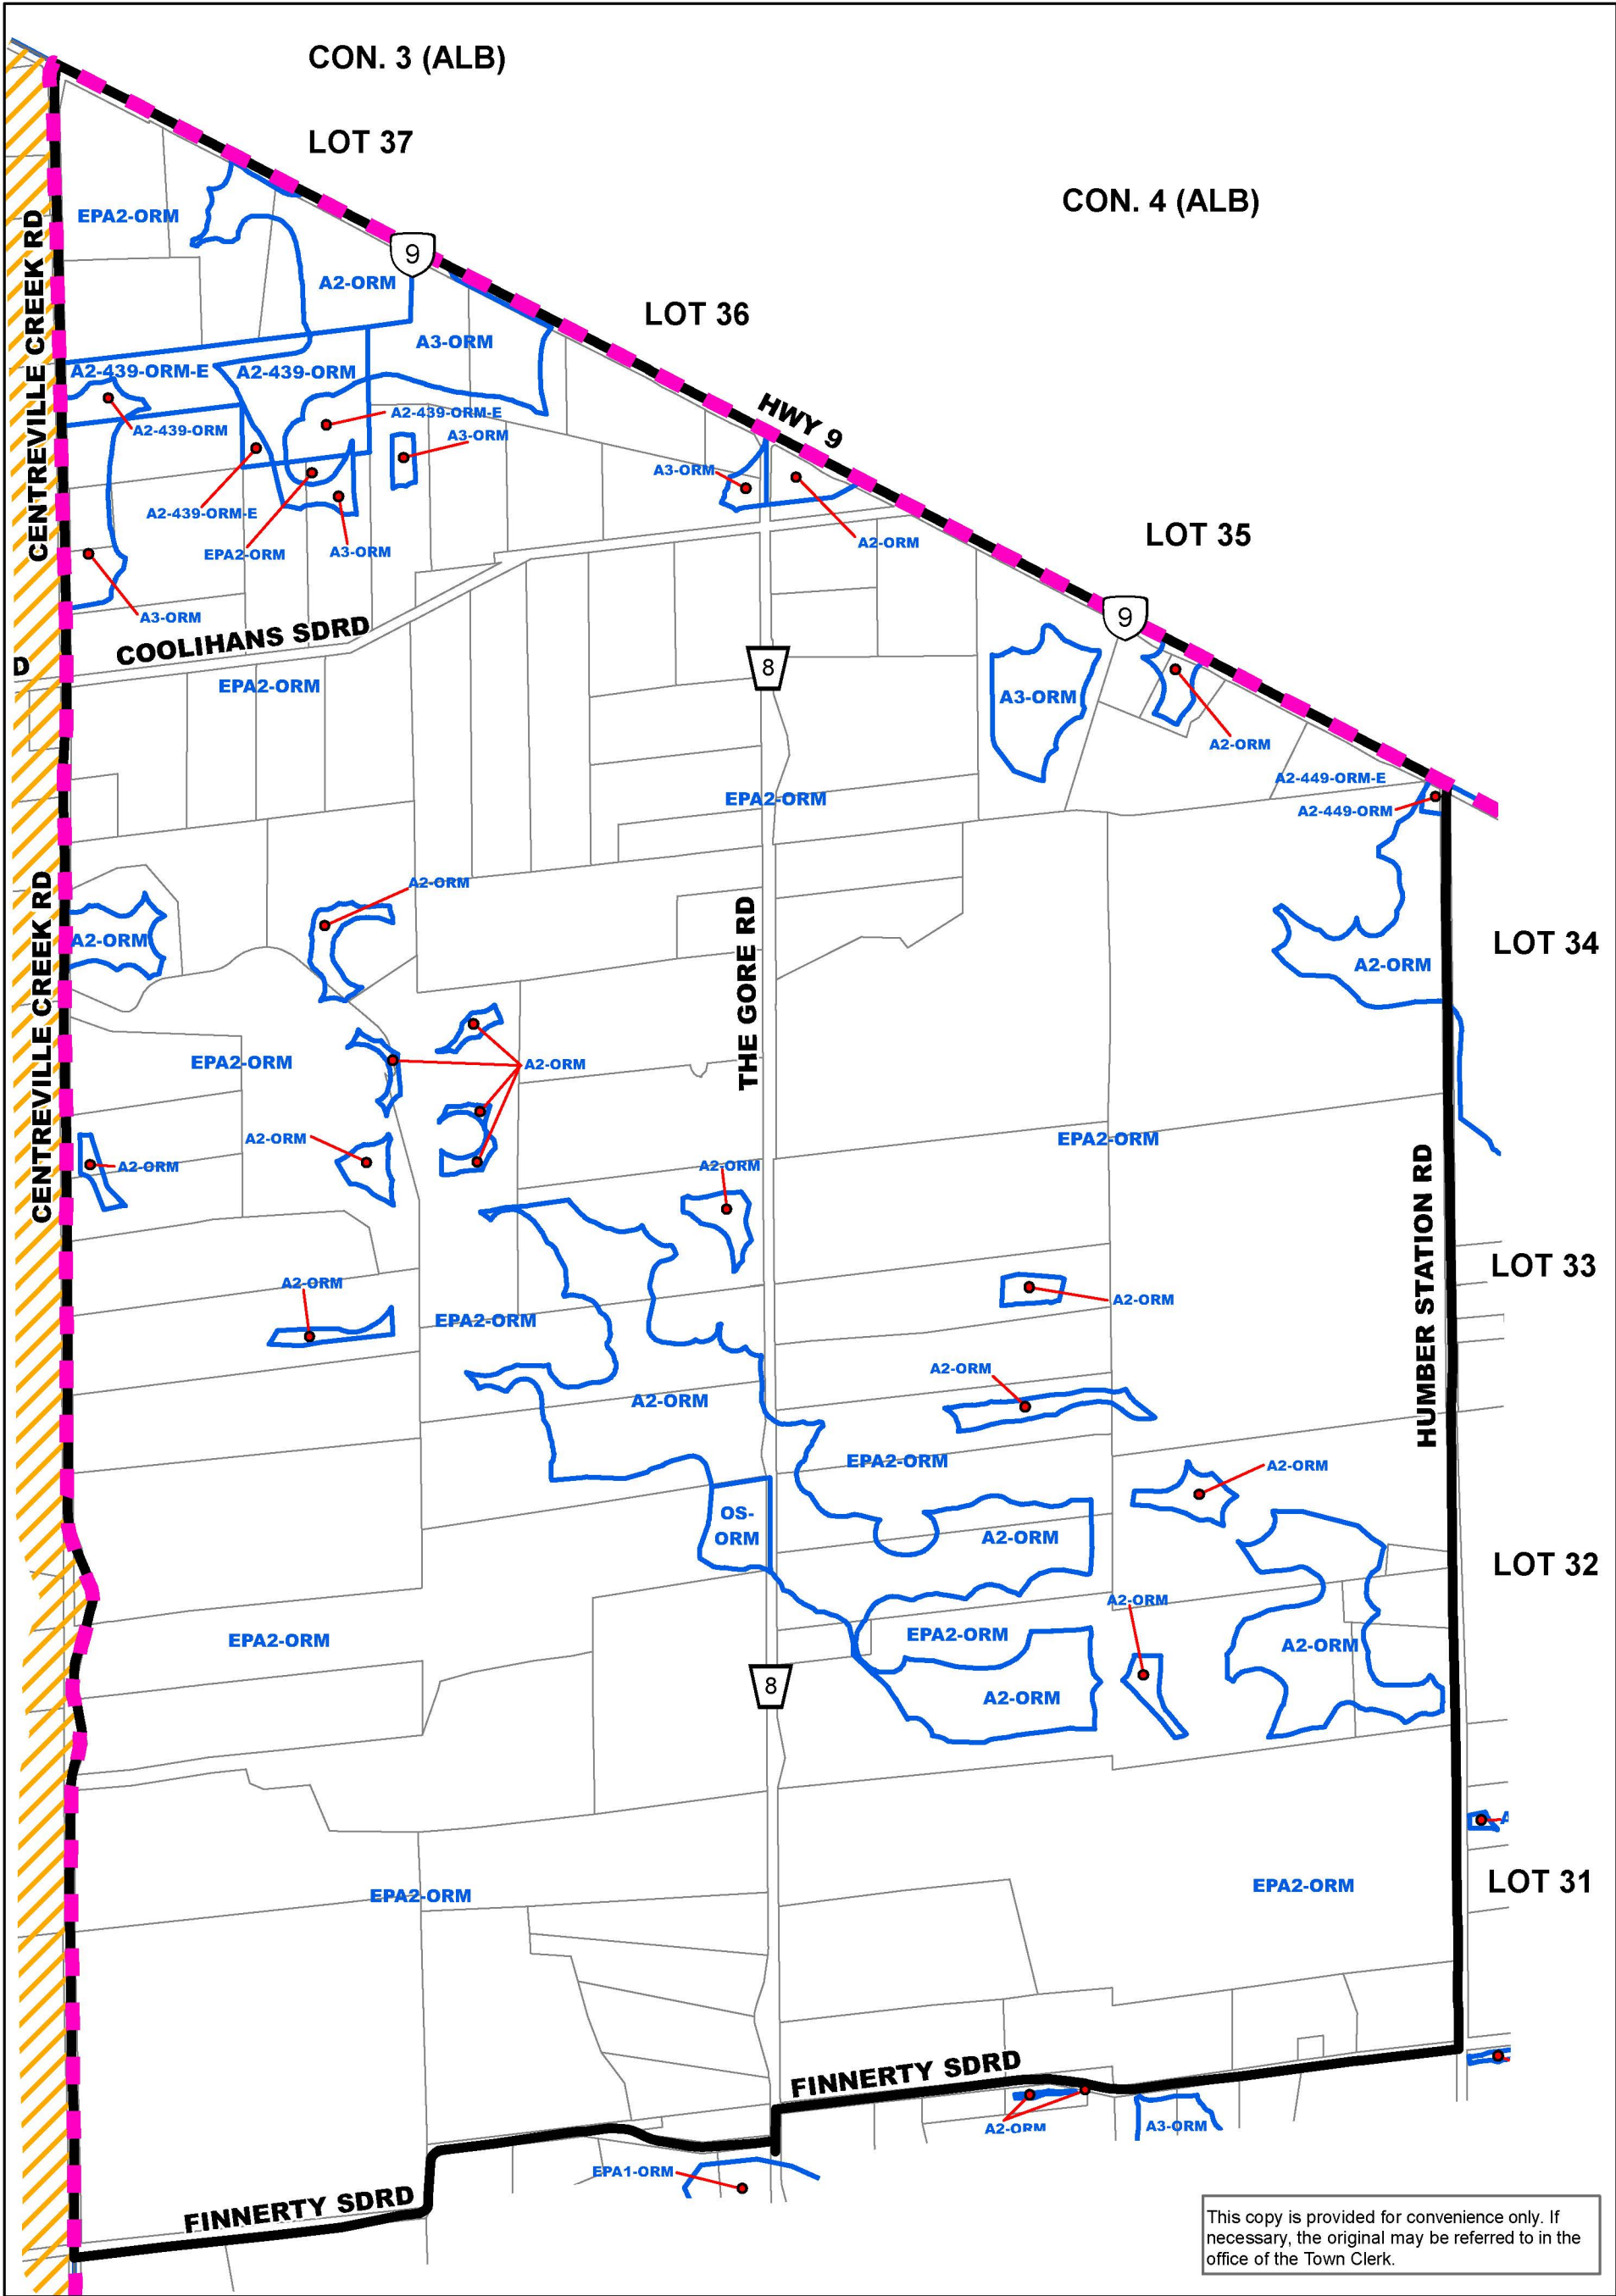 CON. 3 (ALB)
LOT 37
CON. 4 (ALB)
EPA2-ORM
9
A2-ORM
CENTREVILLE CREEK RD
LOT 36
A3-ORM
A2-439-ORM-E
A2-439-ORM
A2-439-ORM-E
A2-439-ORM
A3-ORM
HWY 9
A3-ORM
A2-439-ORM-E
EPA2-ORM
A3-ORM
A2-ORM
LOT 35
A3-ORM
9
COOLIHANS SDRD
D
8
EPA2-ORM
A3-ORM
A2-ORM
A2-449-ORM-E
EPA2-ORM
A2-449-ORM
CENTREVILLE CREEK RD
A2-ORM
A2-ORM
THE GORE RD
LOT 34
A2-ORM
EPA2-ORM
A2-ORM
A2-ORM
EPA2-ORM
A2-ORM
A2-ORM
HUMBER STATION RD
LOT 33
A2-ORM
A2-ORM
EPA2-ORM
A2-ORM
A2-ORM
EPA2-ORM
A2-ORM
OS-
ORM
A2-ORM
LOT 32
A2-ORM
EPA2-ORM
EPA2-ORM
A2-ORM
8
A2-ORM
A
EPA2-ORM
EPA2-ORM
LOT 31
FINNERTY SDRD
A2-ORM
A3-ORM
EPA1-ORM
FINNERTY SDRD
This copy is provided for convenience only. If
necessary, the original may be referred to in the
office of the Town Clerk.